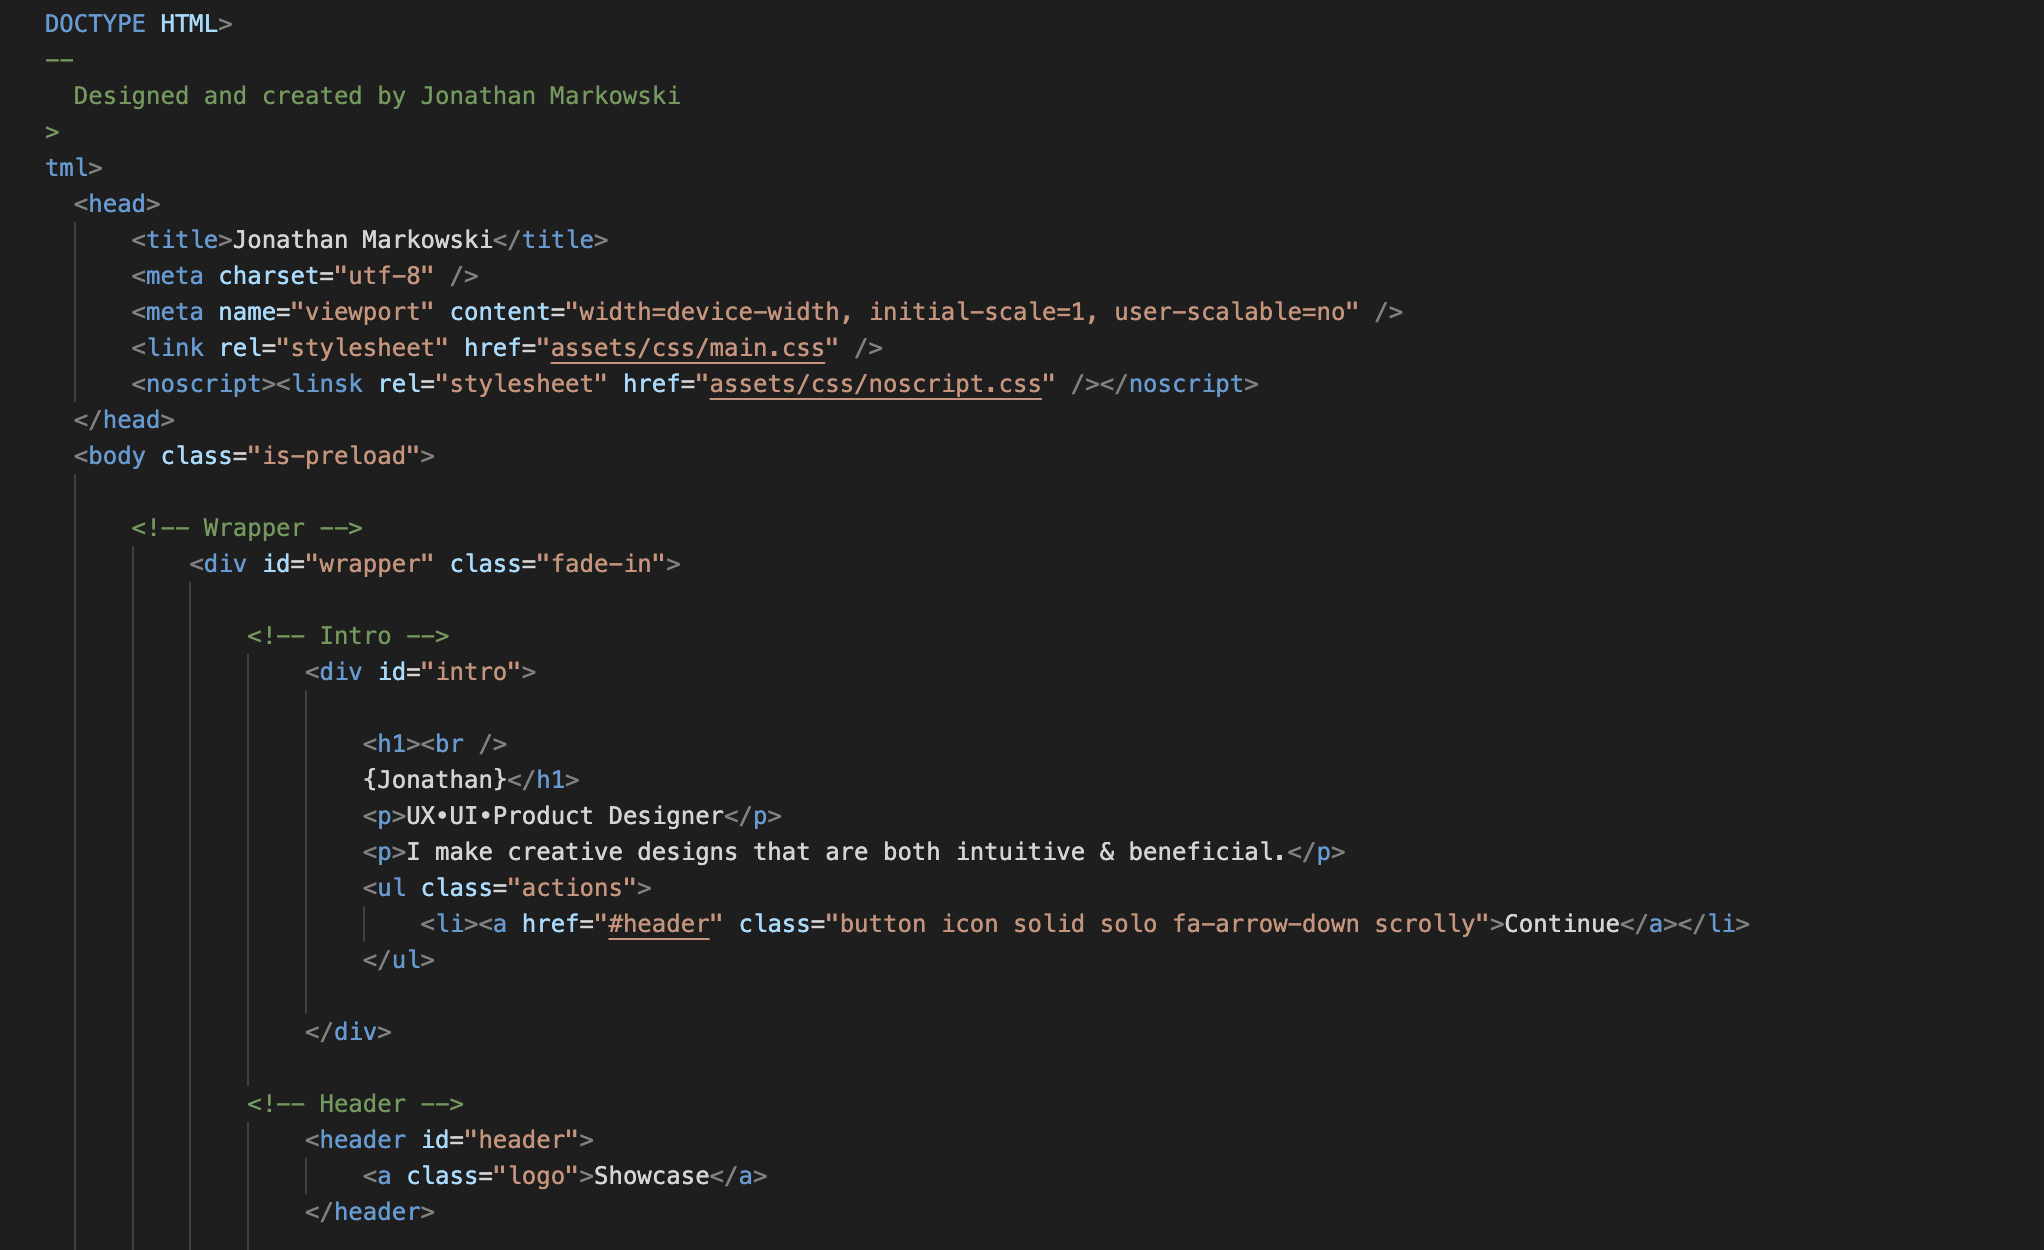 DOCTYPE HTML>
--
Designed and created by Jonathan Markowski
>
tml>
<head>
<title>Jonathan Markowski</title>
<meta charset="utf-8" />
<meta name="viewport" content="width=device-width, initial-scale=1, user-scalable=no" />
<link rel="stylesheet" href="assets/css/main.css" />
<noscript><linsk rel="stylesheet" href="assets/css/noscript.css" /></noscript>
</head>
<body class="is-preload">
<!-- Wrapper -->
<div id="wrapper" class="fade-in">
<!-- Intro -->
<div id="intro">
<h1><br />
{Jonathan}</h1>
<p>UX•UI•Product Designer</p>
<p>I make creative designs that are both intuitive & beneficial.</p>
<ul class="actions">
<li><a href="#header" class="button icon solid solo fa-arrow-down scrolly">Continue</a></li>
</ul>
</div>
<!-- Header -->
<header id="header">
<a class="logo">Showcase</a>
</header>